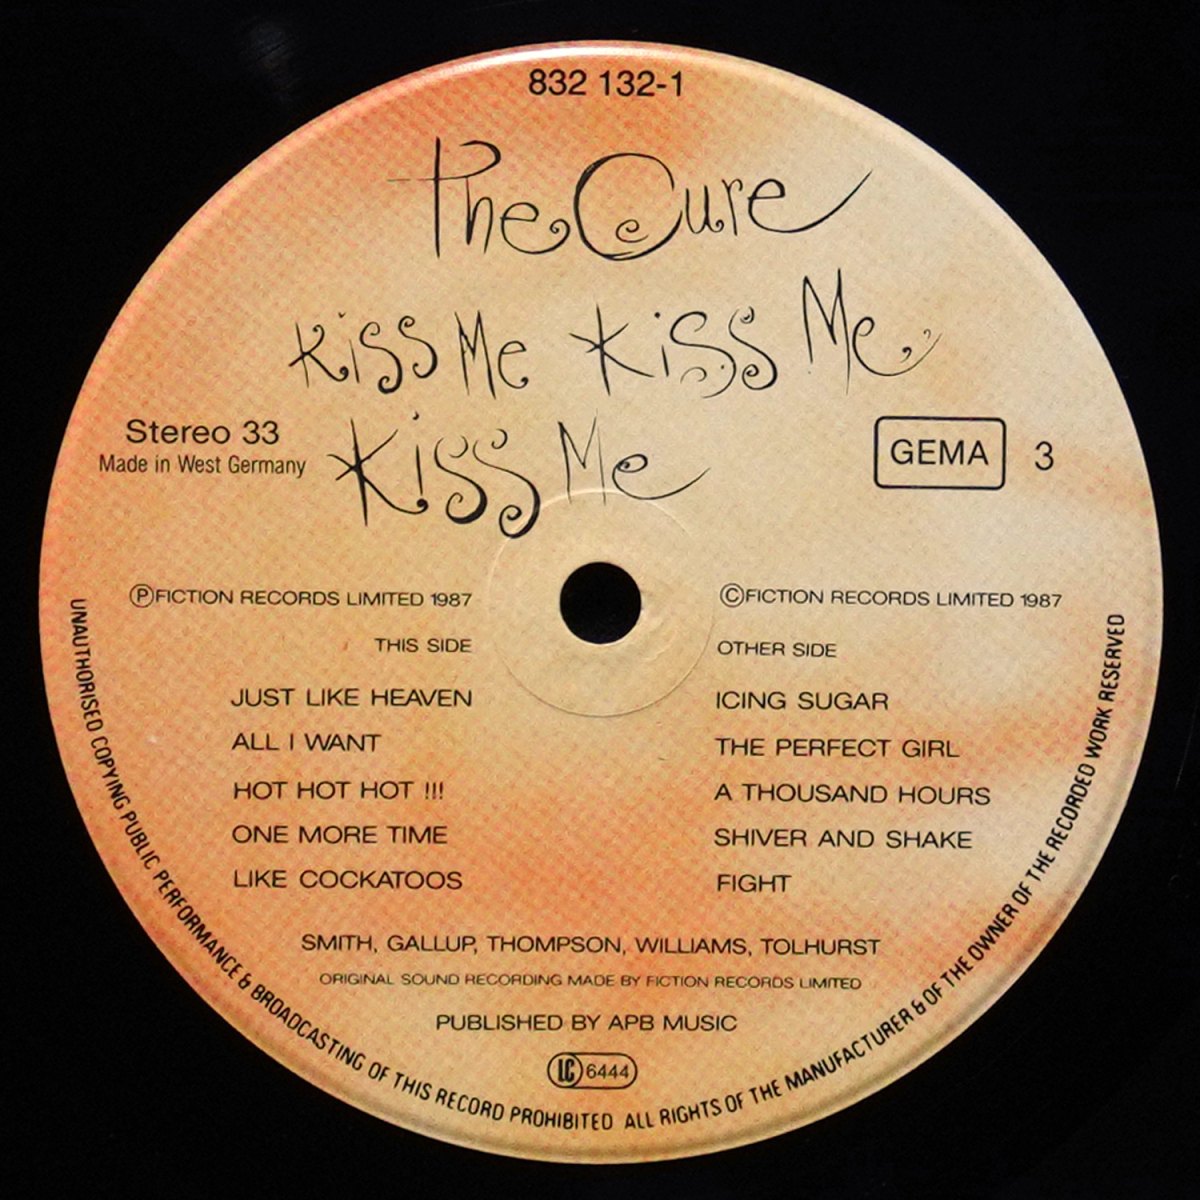 832 132-1
The Cure
Kiss Me Kiss Me
Kiss Me
Stereo 33
Made in West Germany
GEMA 3
ⓅFICTION RECORDS LIMITED 1987
THIS SIDE
JUST LIKE HEAVEN
ALL I WANT
HOT HOT HOT !!!
ONE MORE TIME
LIKE COCKATOOS
©FICTION RECORDS LIMITED 1987
OTHER SIDE
ICING SUGAR
THE PERFECT GIRL
A THOUSAND HOURS
SHIVER AND SHAKE
FIGHT
SMITH, GALLUP, THOMPSON, WILLIAMS, TOLHURST
ORIGINAL SOUND RECORDING MADE BY FICTION RECORDS LIMITED
PUBLISHED BY APB MUSIC
LC 6444
UNAUTHORISED COPYING PUBLIC PERFORMANCE & BROADCASTING OF THIS RECORD PROHIBITED ALL RIGHTS OF THE MANUFACTURER & OF THE OWNER OF THE RECORDED WORK RESERVED